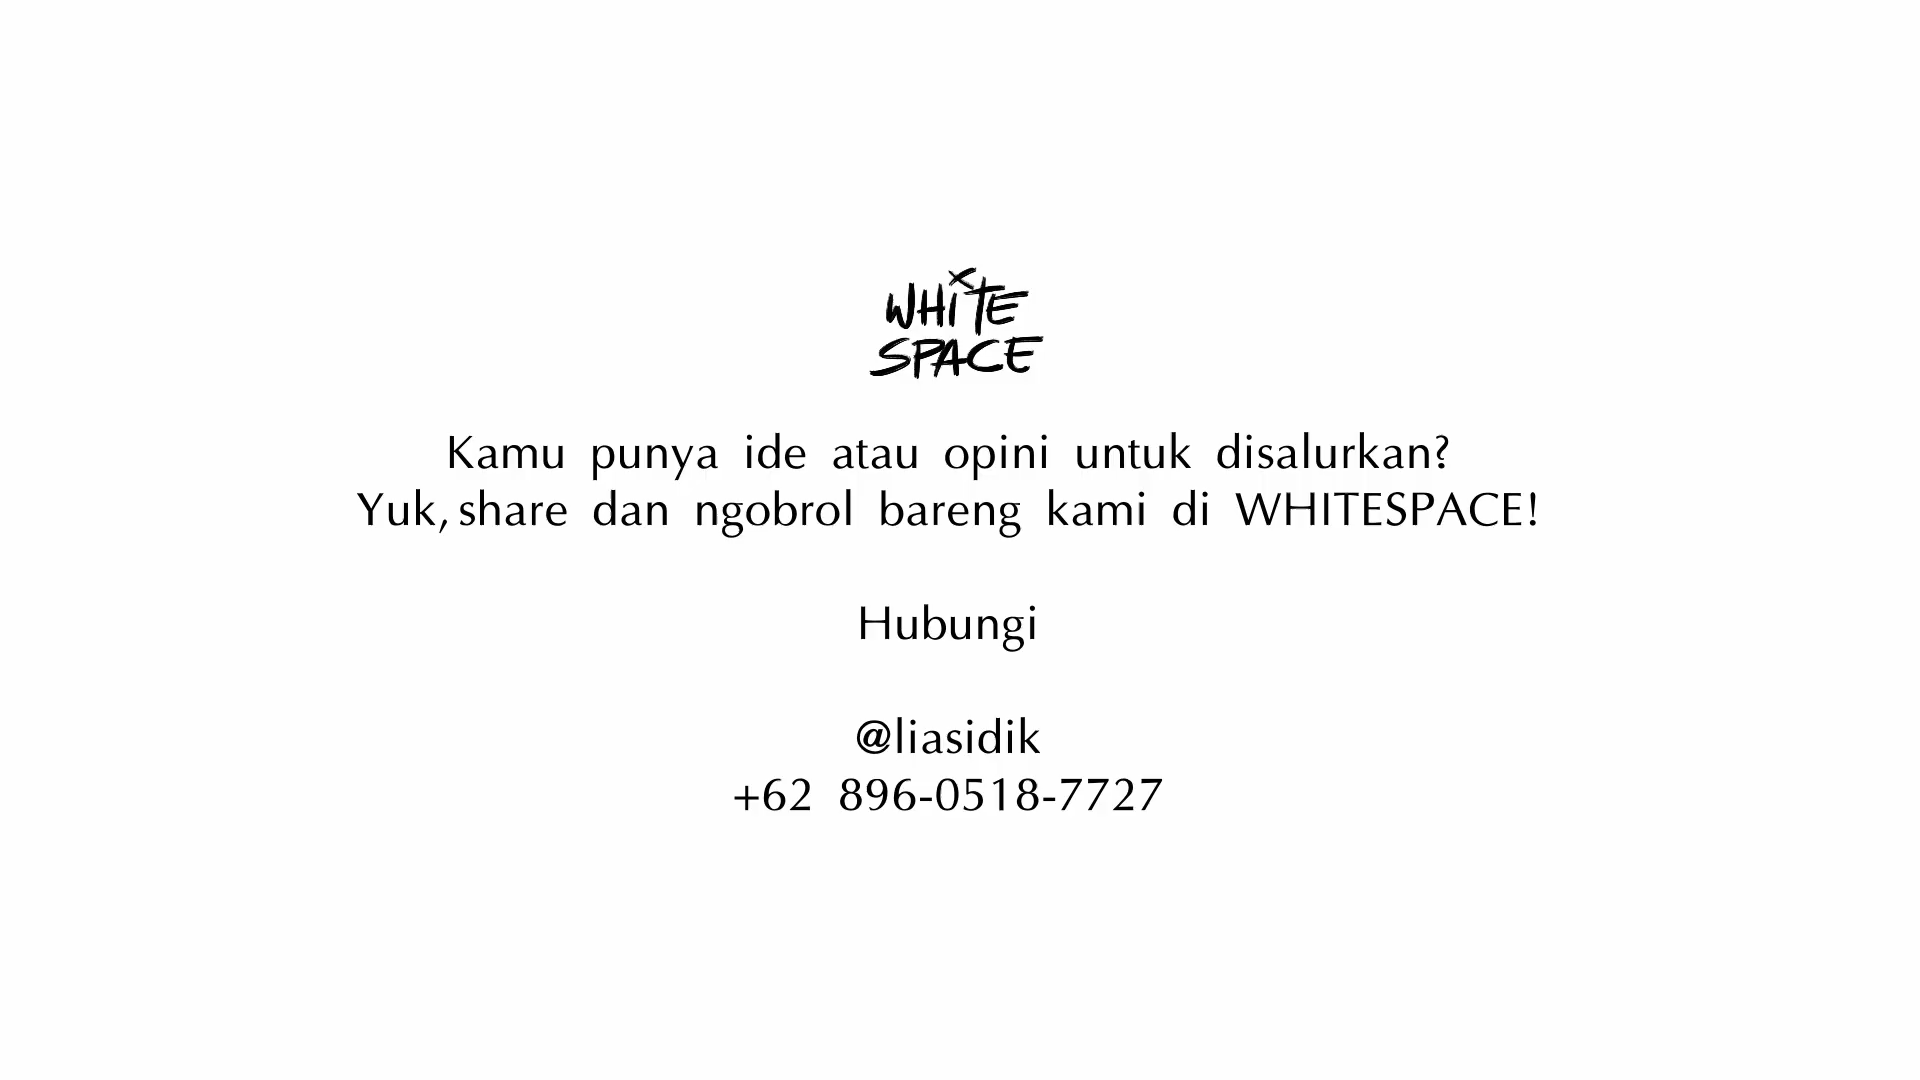 WHiTE
SPACE
Kamu punya ide atau opini untuk disalurkan?
Yuk, share dan ngobrol bareng kami di WHITESPACE!
Hubungi
@liasidik
+62 896-0518-7727